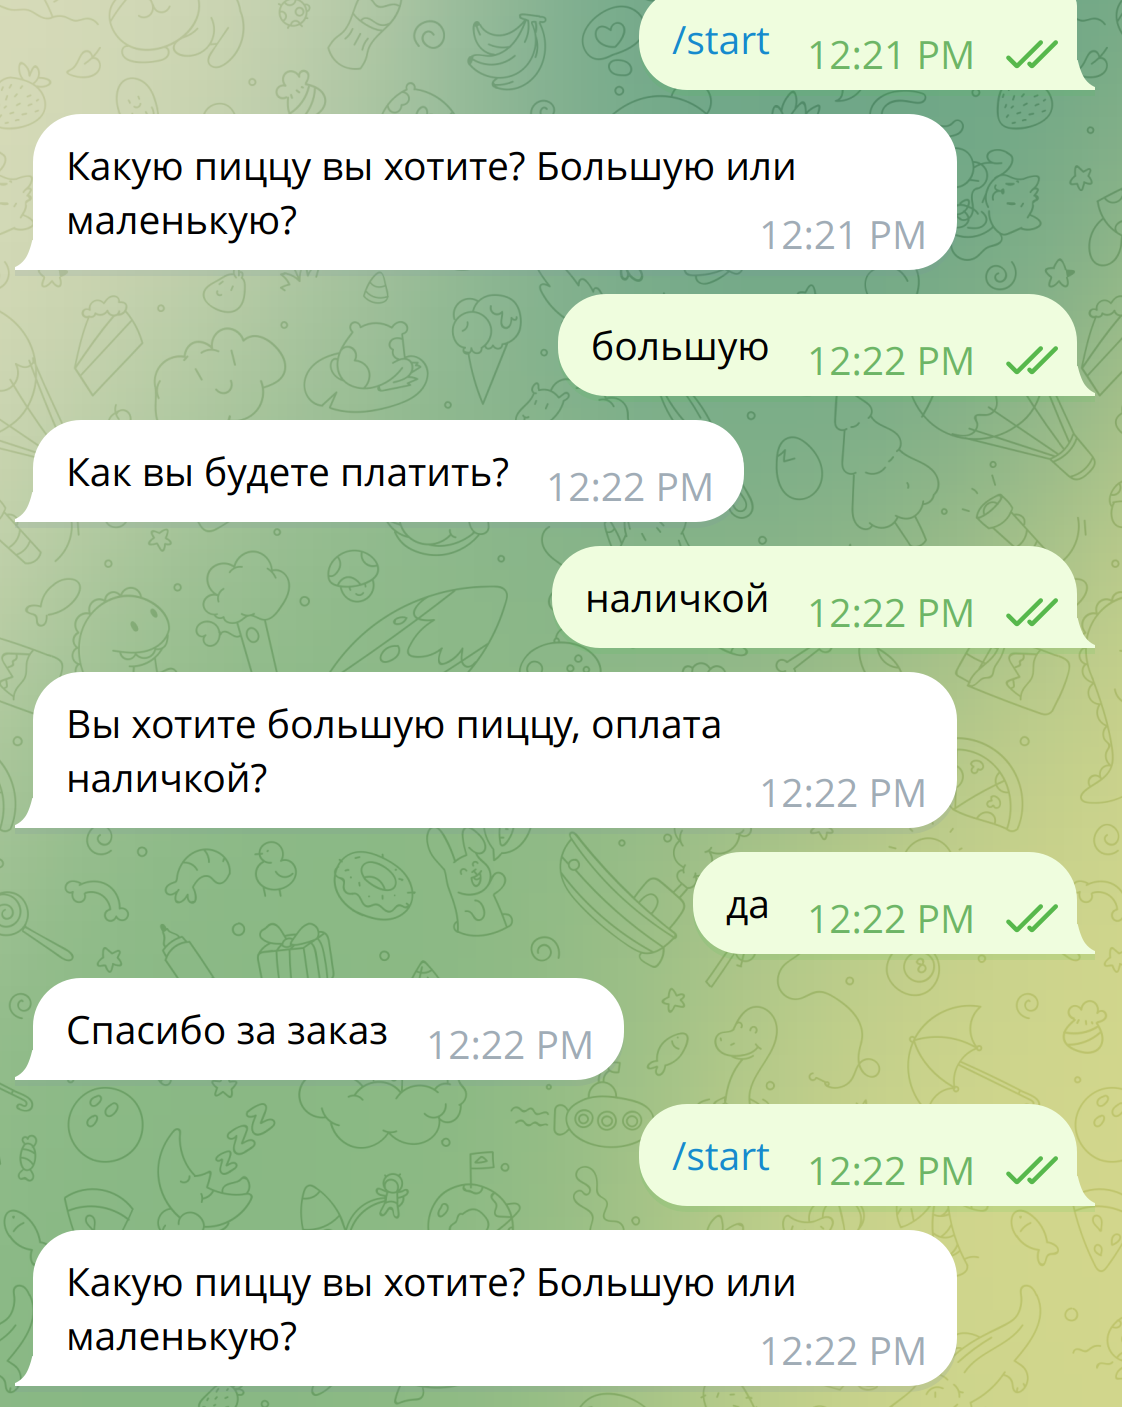 /start 12:21 PM
Какую пиццу вы хотите? Большую или
маленькую? 12:21 PM
большую 12:22 PM
Как вы будете платить? 12:22 PM
наличкой 12:22 PM
Вы хотите большую пиццу, оплата
наличкой? 12:22 PM
да 12:22 PM
Спасибо за заказ 12:22 PM
/start 12:22 PM
Какую пиццу вы хотите? Большую или
маленькую? 12:22 PM